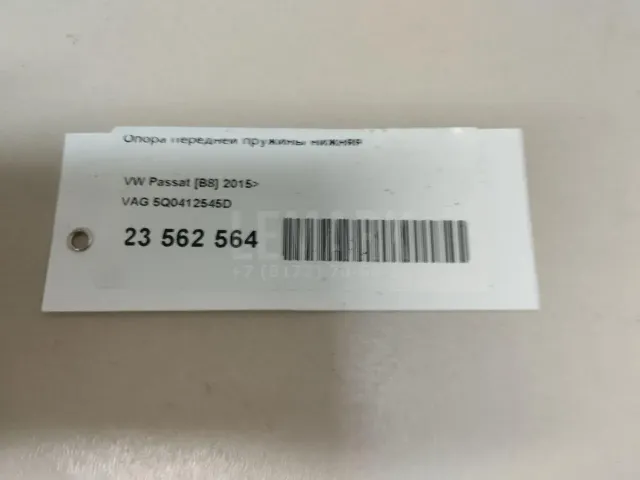 Опора передней пружины нижняя
VW Passat [B8] 2015>
VAG 5Q0412545D
23 562 564